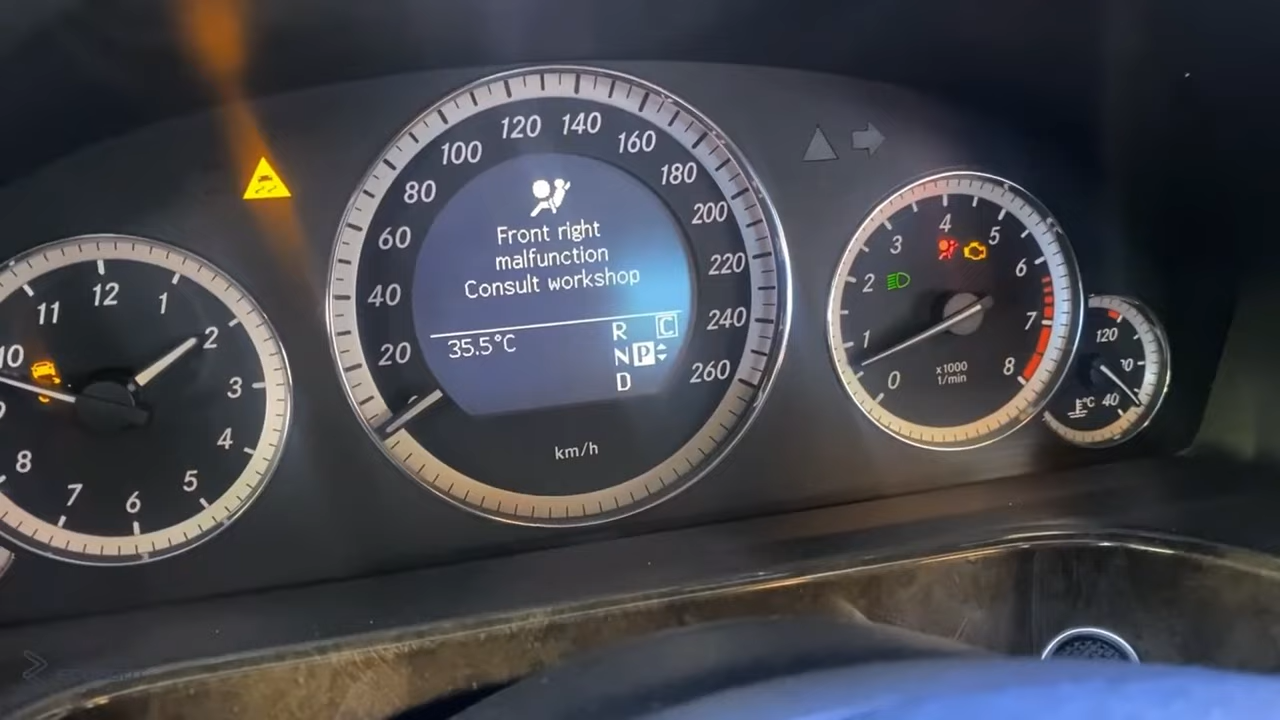 Front right
malfunction
Consult workshop
35.5°C
R
C
N
P
D
20
40
60
80
100
120
140
160
180
200
220
240
260
km/h
12
1
2
3
4
5
6
7
8
10
11
0
1
2
3
4
5
6
7
8
x1000
1/min
120
40
°C